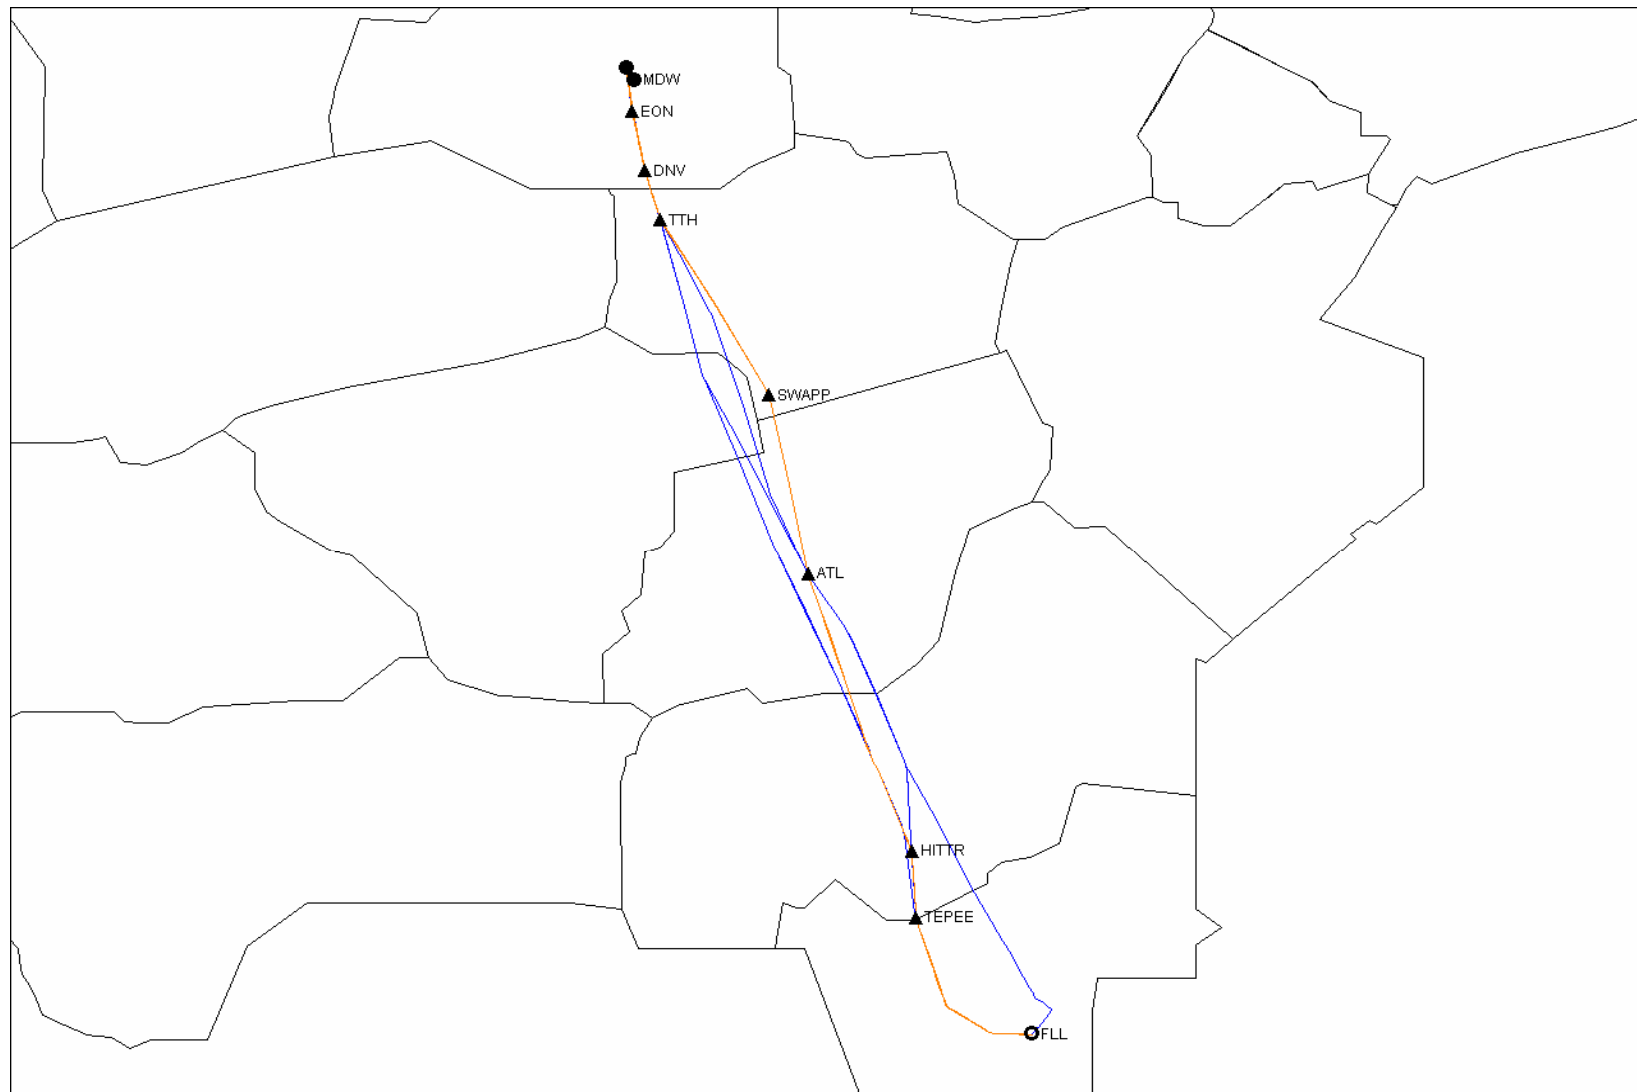 MDW
EON
DNV
TTH
SWAPP
ATL
HITTR
TEPEE
FLL